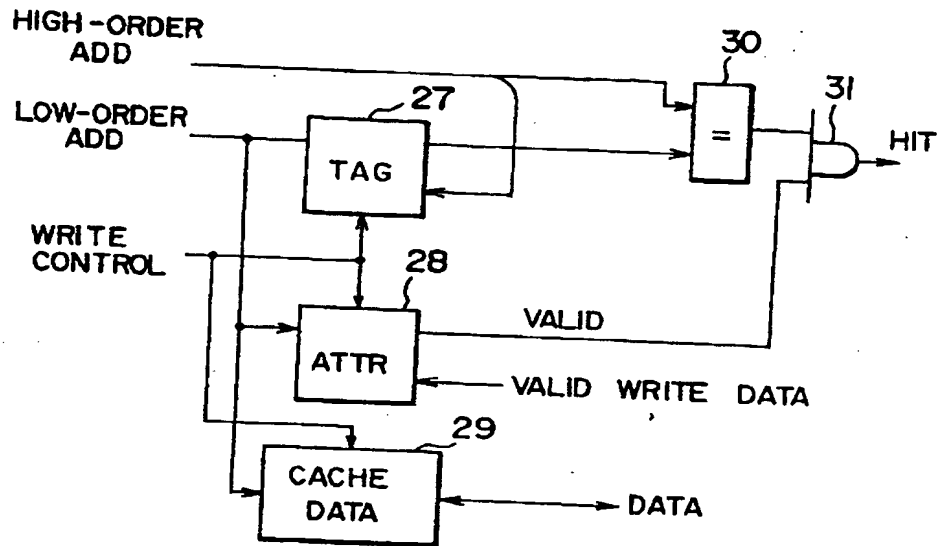 HIGH-ORDER
ADD
30
31
27
LOW-ORDER
ADD
TAG
=
HIT
WRITE
CONTROL
28
VALID
ATTR
VALID WRITE DATA
29
CACHE
DATA
DATA